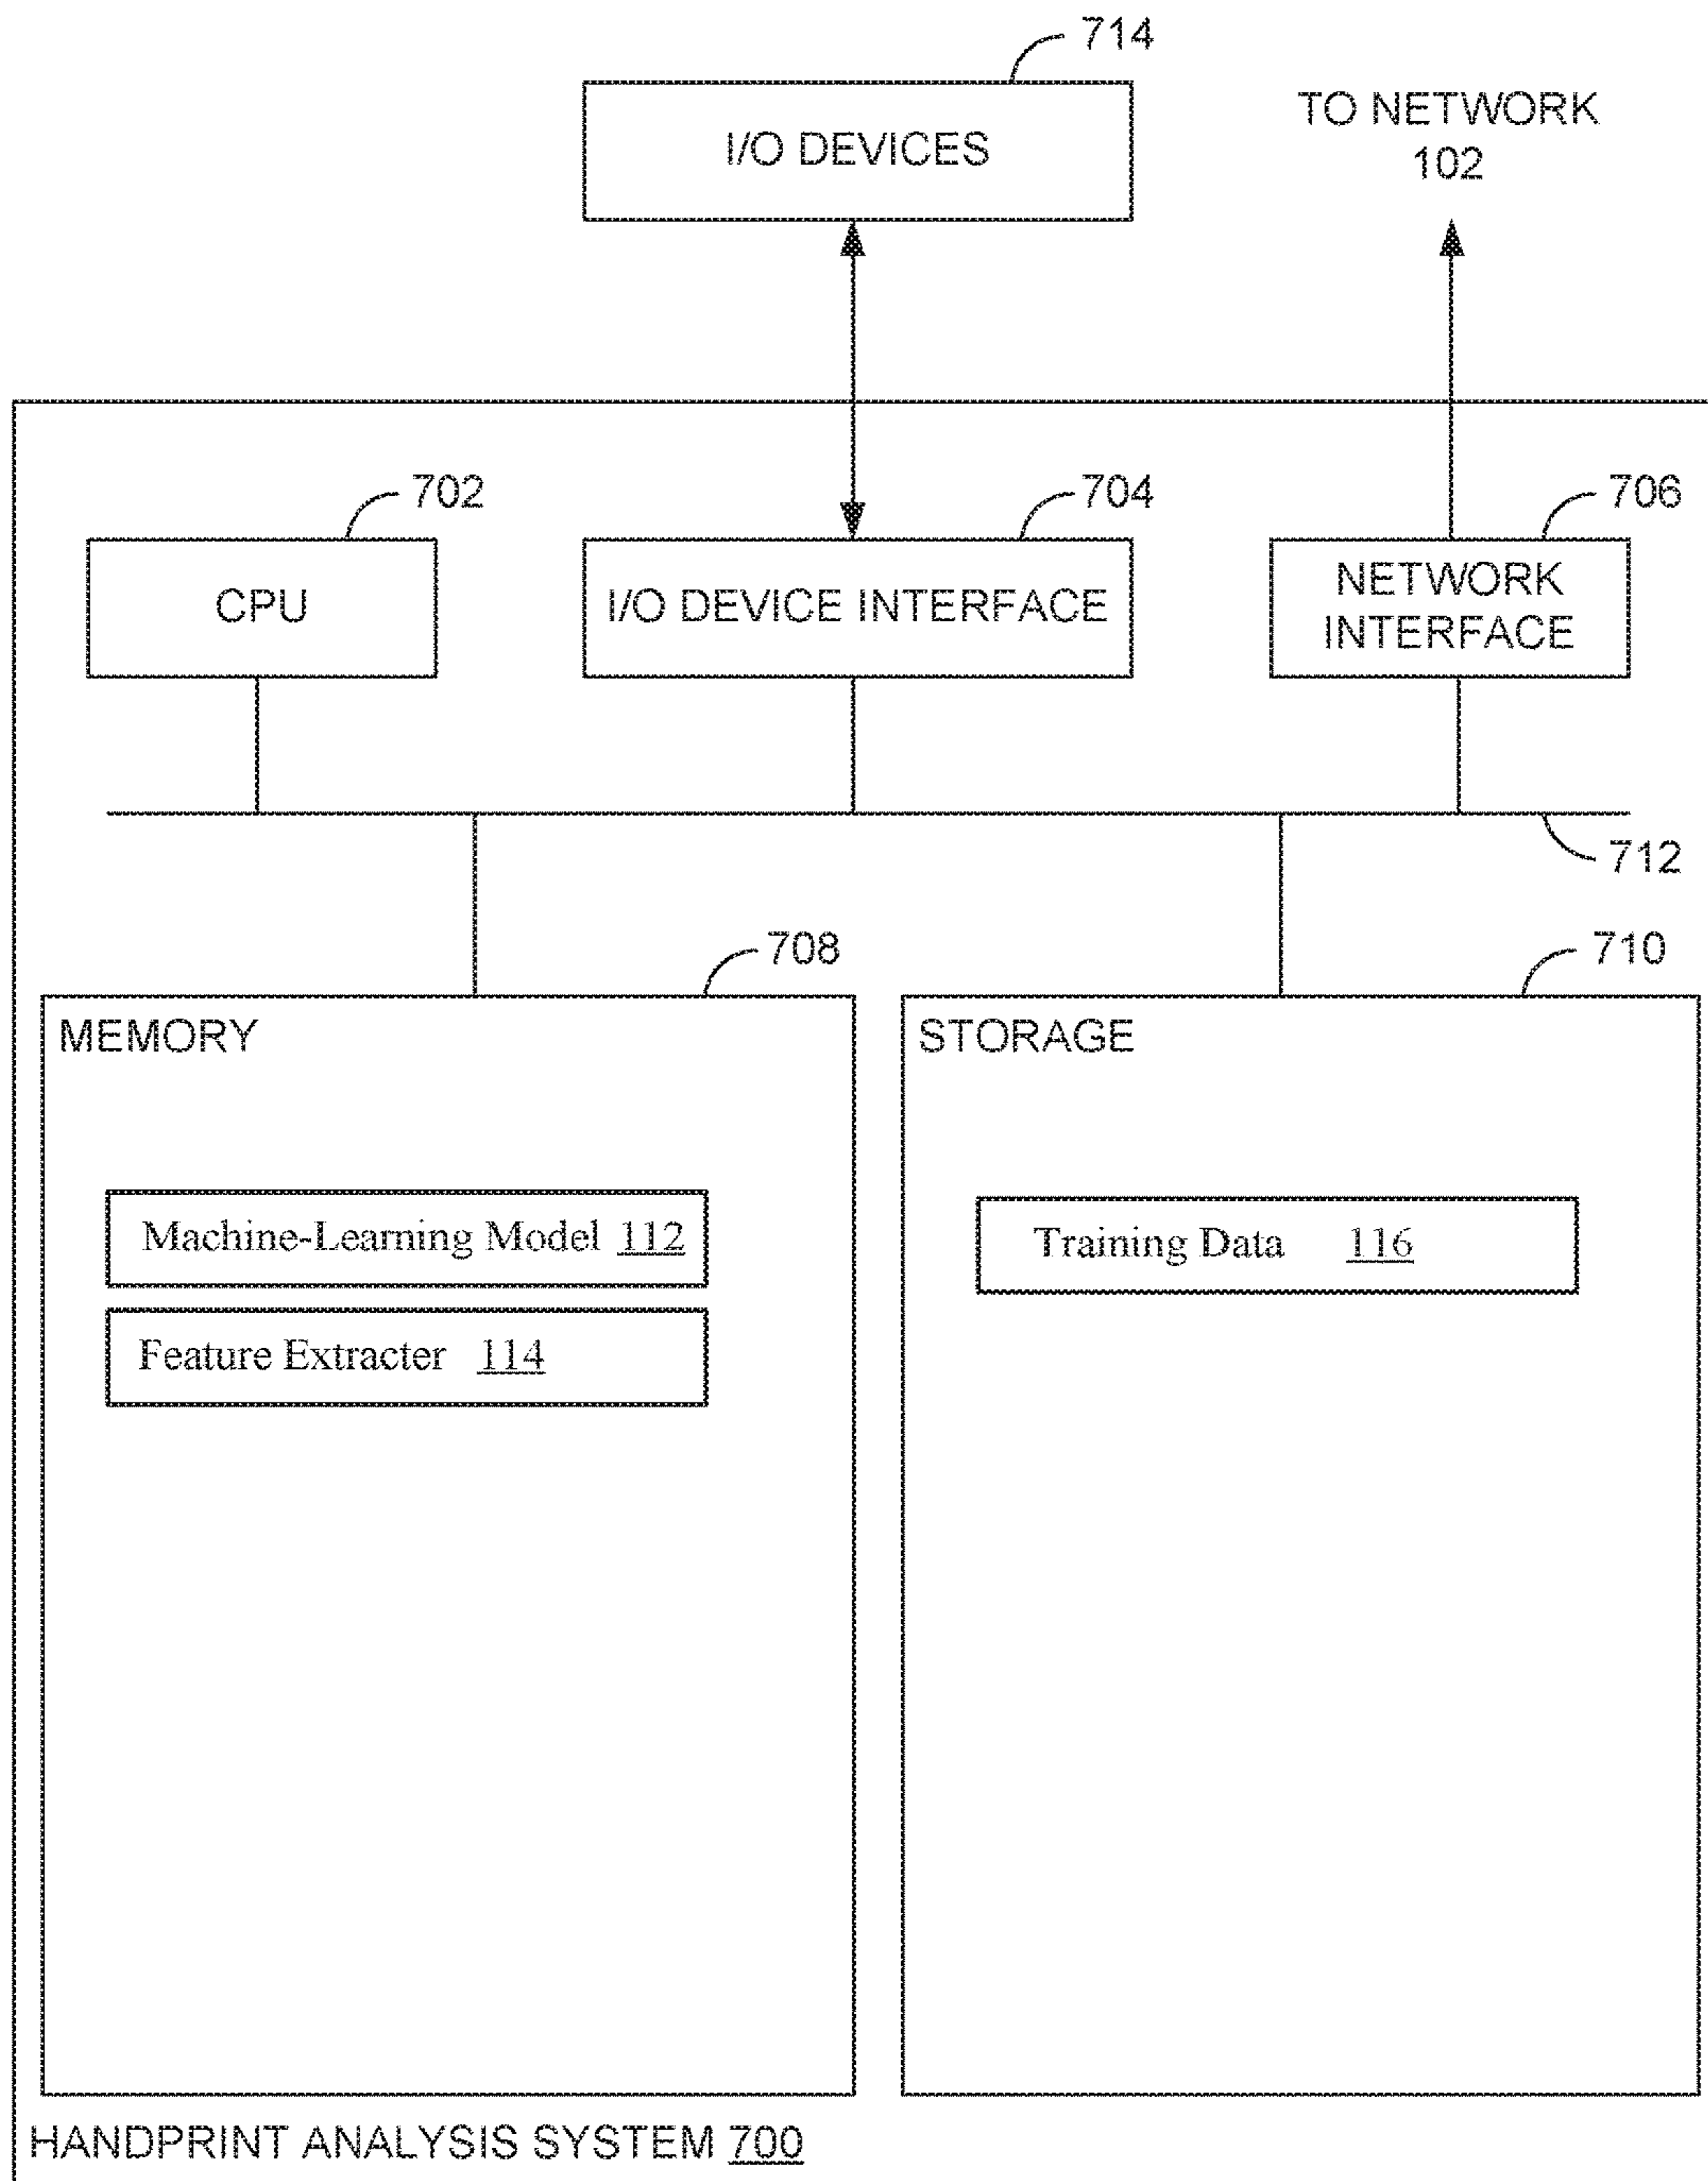 714
I/O DEVICES
TO NETWORK
102
702
704
706
CPU
I/O DEVICE INTERFACE
NETWORK
INTERFACE
712
708
710
MEMORY
STORAGE
Machine-Learning Model 112
Training Data 116
Feature Extracter 114
HANDPRINT ANALYSIS SYSTEM 700